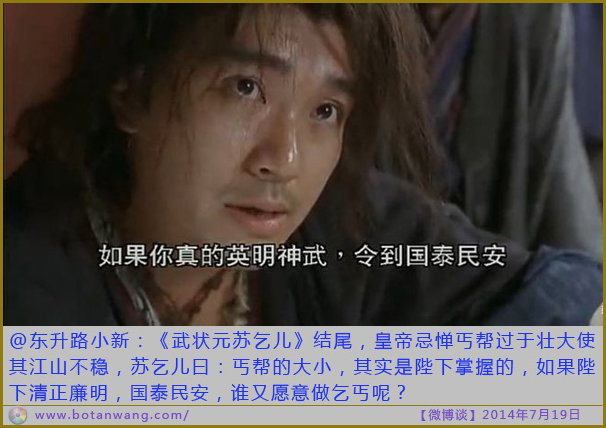 如果你真的英明神武，令到国泰民安
@东升路小新：《武状元苏乞儿》结尾，皇帝忌惮丐帮过于壮大使
其江山不稳，苏乞儿曰：丐帮的大小，其实是陛下掌握的，如果陛
下清正廉明，国泰民安，谁又愿意做乞丐呢？
www.botanwang.com/
【微博谈】2014年7月19日